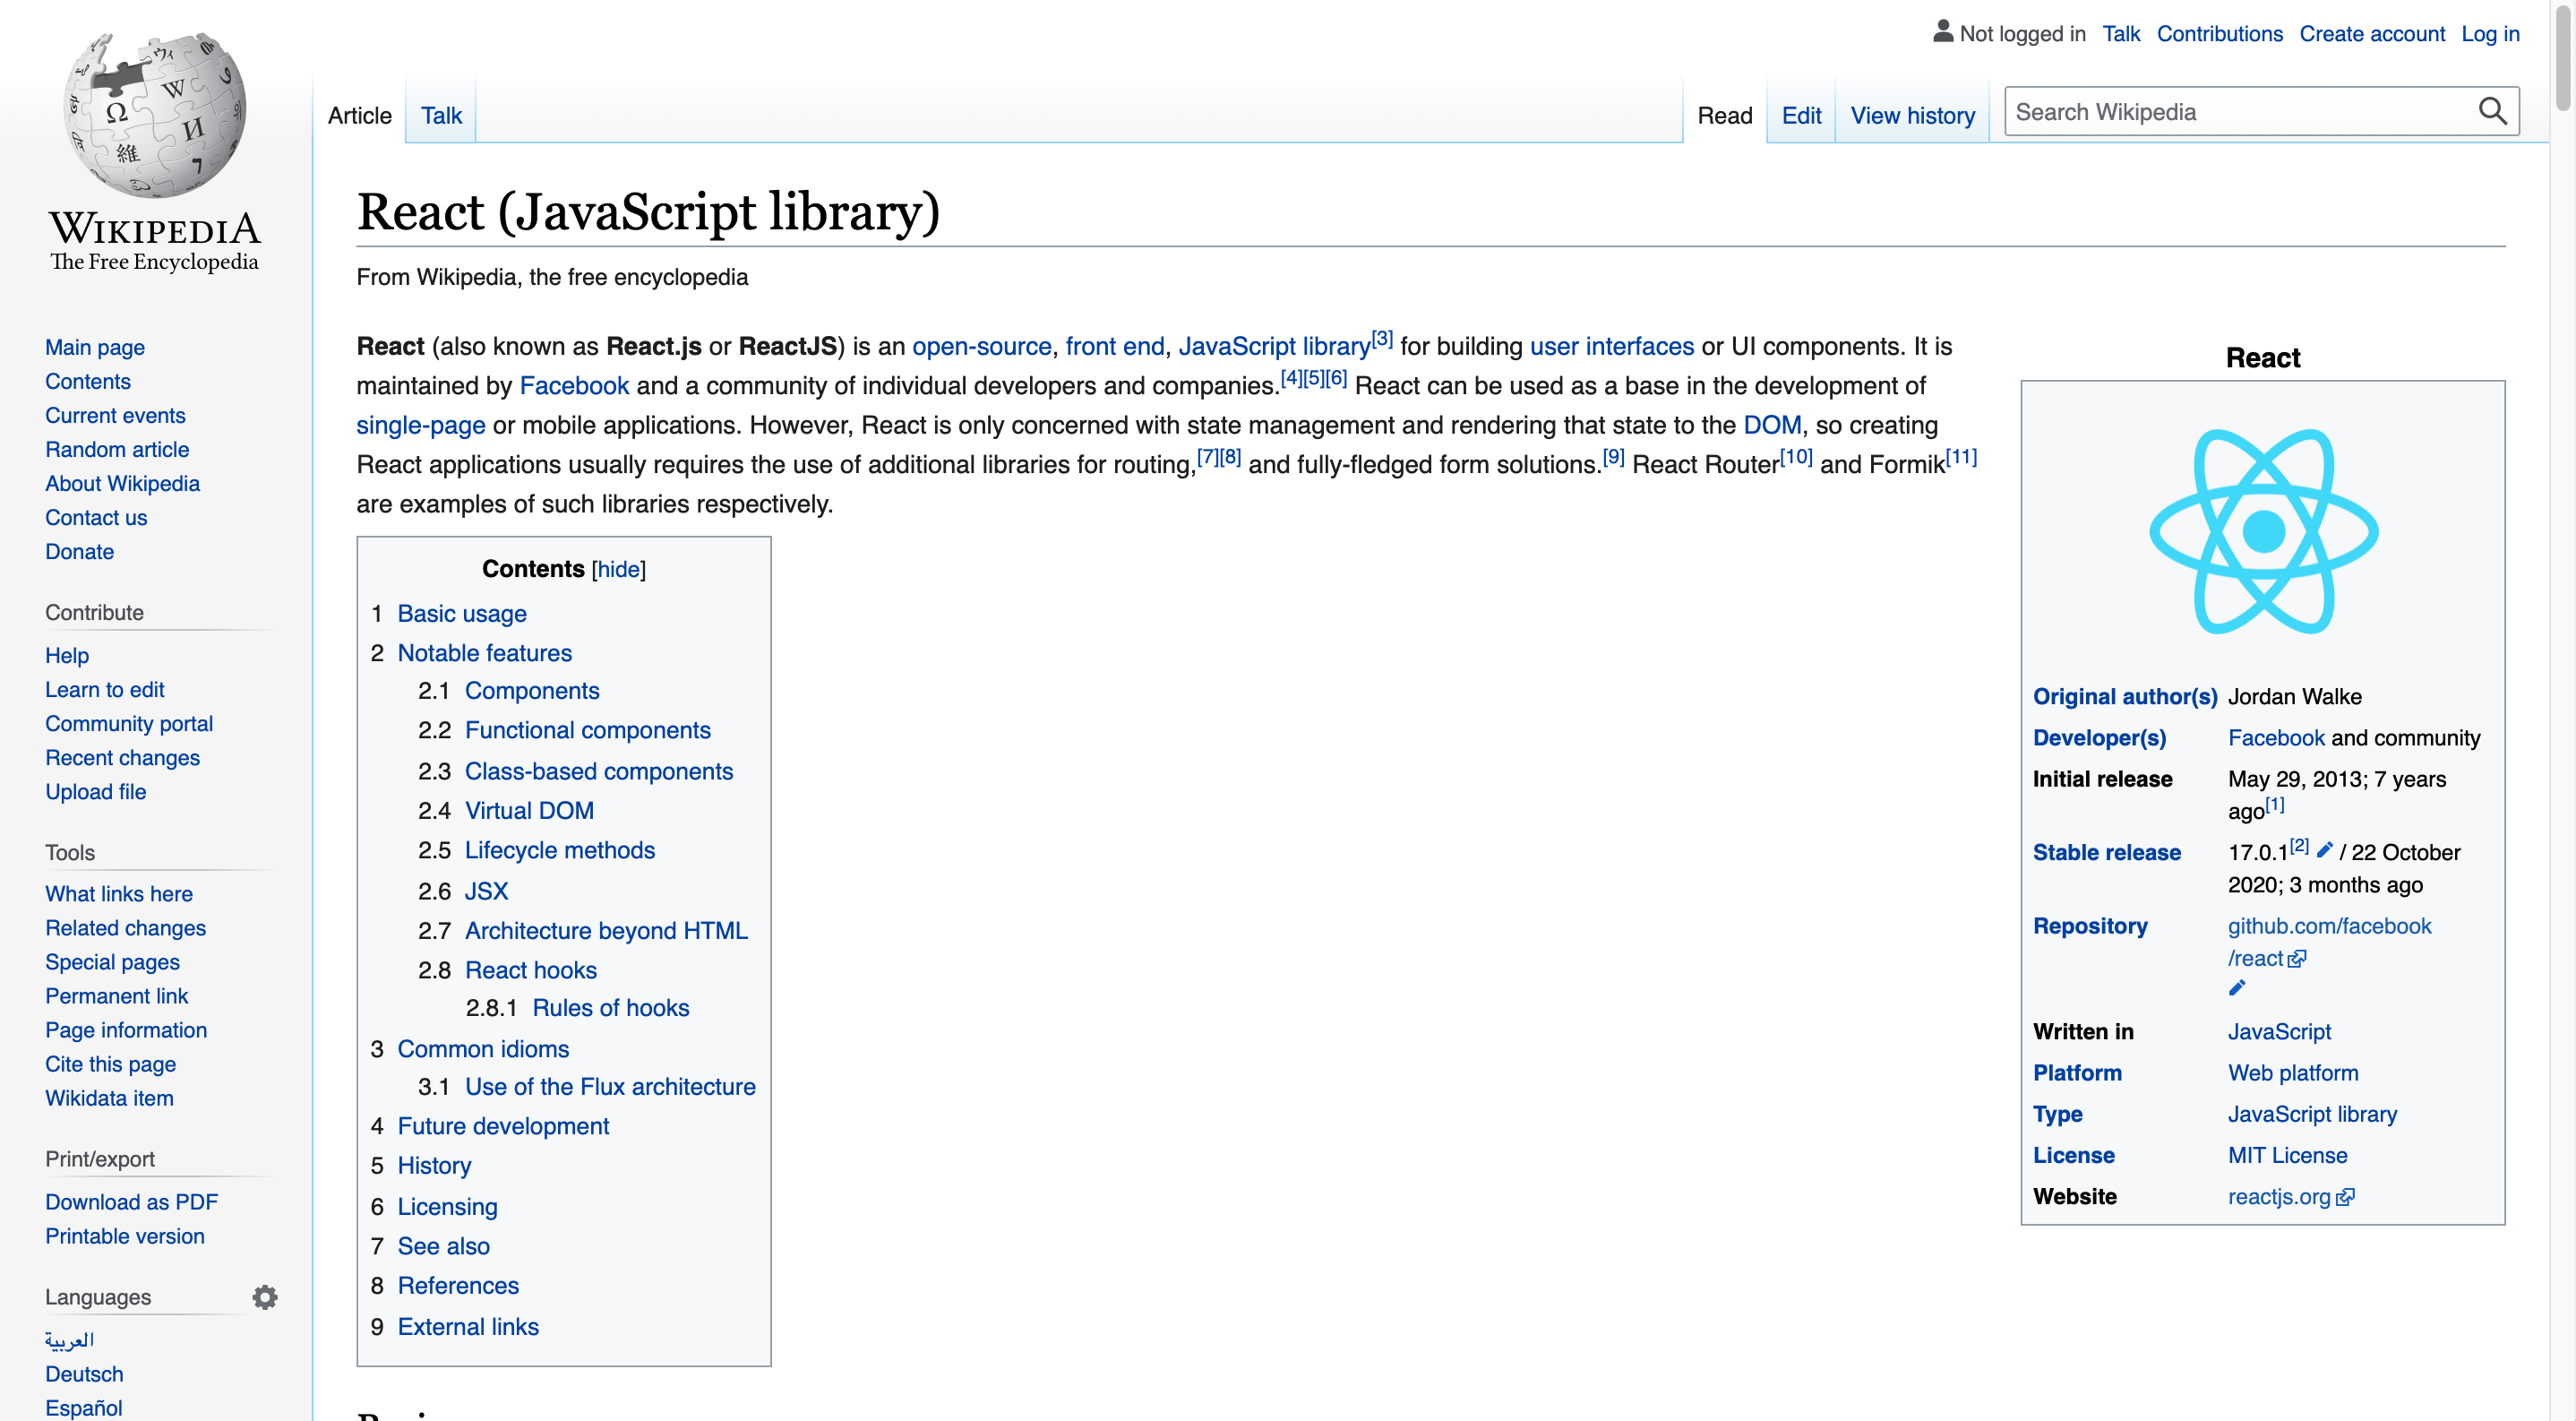 Not logged in Talk Contributions Create account Log in
Article Talk Read Edit View history Search Wikipedia
WIKIPEDIA
The Free Encyclopedia
Main page
Contents
Current events
Random article
About Wikipedia
Contact us
Donate
Contribute
Help
Learn to edit
Community portal
Recent changes
Upload file
Tools
What links here
Related changes
Special pages
Permanent link
Page information
Cite this page
Wikidata item
Print/export
Download as PDF
Printable version
Languages
العربية
Deutsch
Español
React (JavaScript library)
From Wikipedia, the free encyclopedia
React (also known as React.js or ReactJS) is an open-source, front end, JavaScript library[3] for building user interfaces or UI components. It is
maintained by Facebook and a community of individual developers and companies.[4][5][6] React can be used as a base in the development of
single-page or mobile applications. However, React is only concerned with state management and rendering that state to the DOM, so creating
React applications usually requires the use of additional libraries for routing,[7][8] and fully-fledged form solutions.[9] React Router[10] and Formik[11]
are examples of such libraries respectively.
Contents [hide]
1 Basic usage
2 Notable features
2.1 Components
2.2 Functional components
2.3 Class-based components
2.4 Virtual DOM
2.5 Lifecycle methods
2.6 JSX
2.7 Architecture beyond HTML
2.8 React hooks
2.8.1 Rules of hooks
3 Common idioms
3.1 Use of the Flux architecture
4 Future development
5 History
6 Licensing
7 See also
8 References
9 External links
React
Original author(s) Jordan Walke
Developer(s) Facebook and community
Initial release May 29, 2013; 7 years
ago[1]
Stable release 17.0.1[2] / 22 October
2020; 3 months ago
Repository github.com/facebook
/react
Written in JavaScript
Platform Web platform
Type JavaScript library
License MIT License
Website reactjs.org